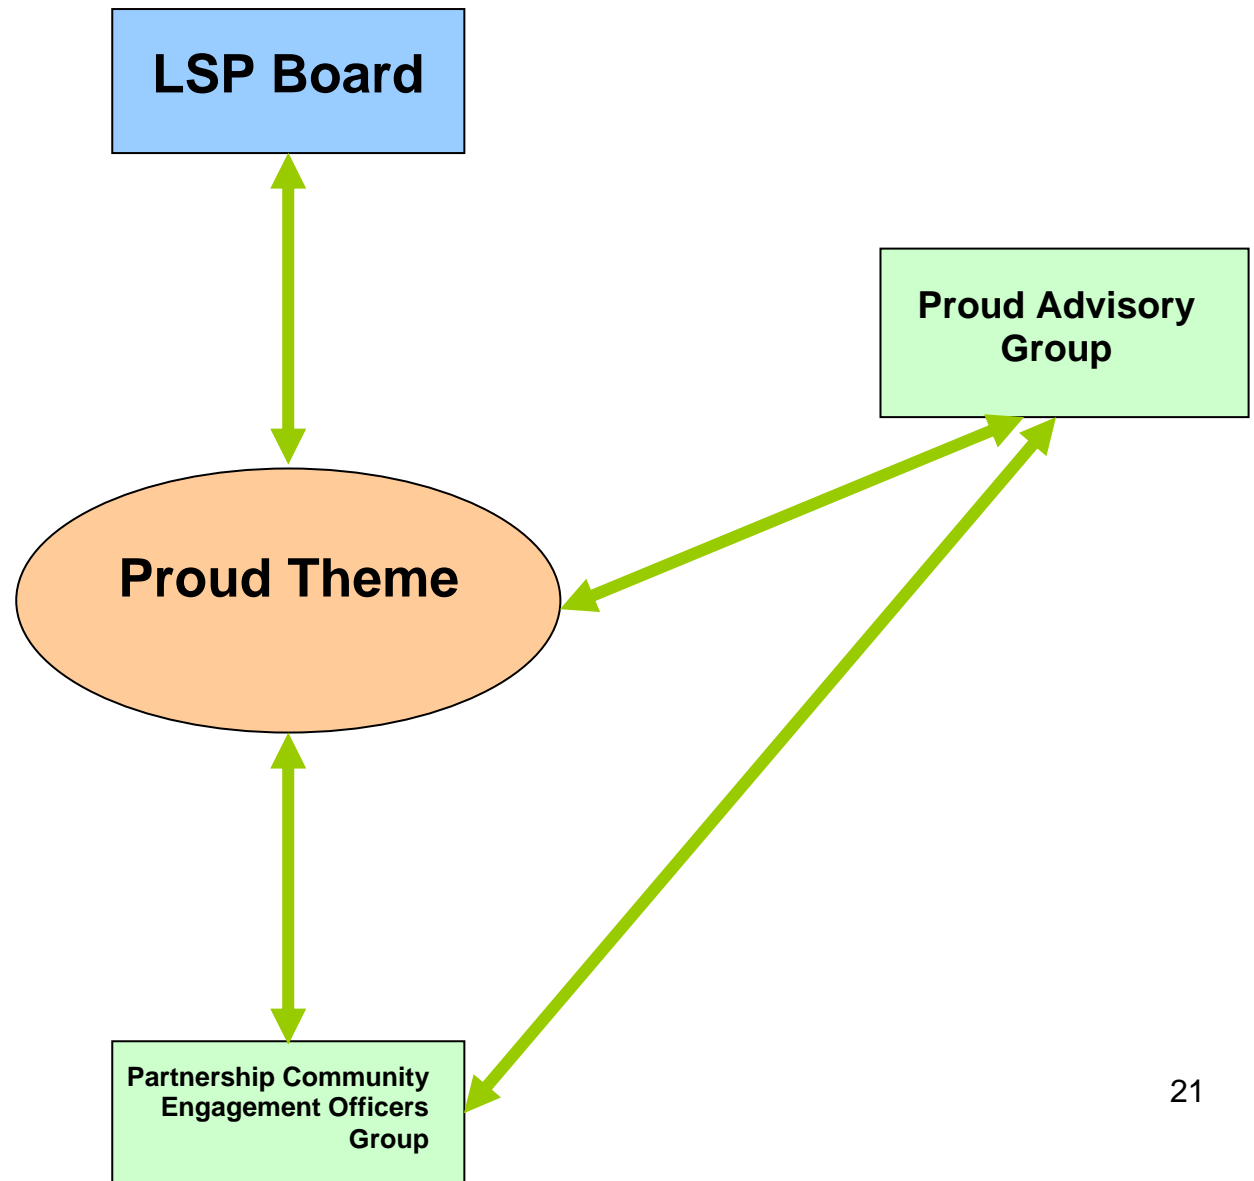 LSP Board
Proud Advisory
Group
Proud Theme
Partnership Community
Engagement Officers
Group
21